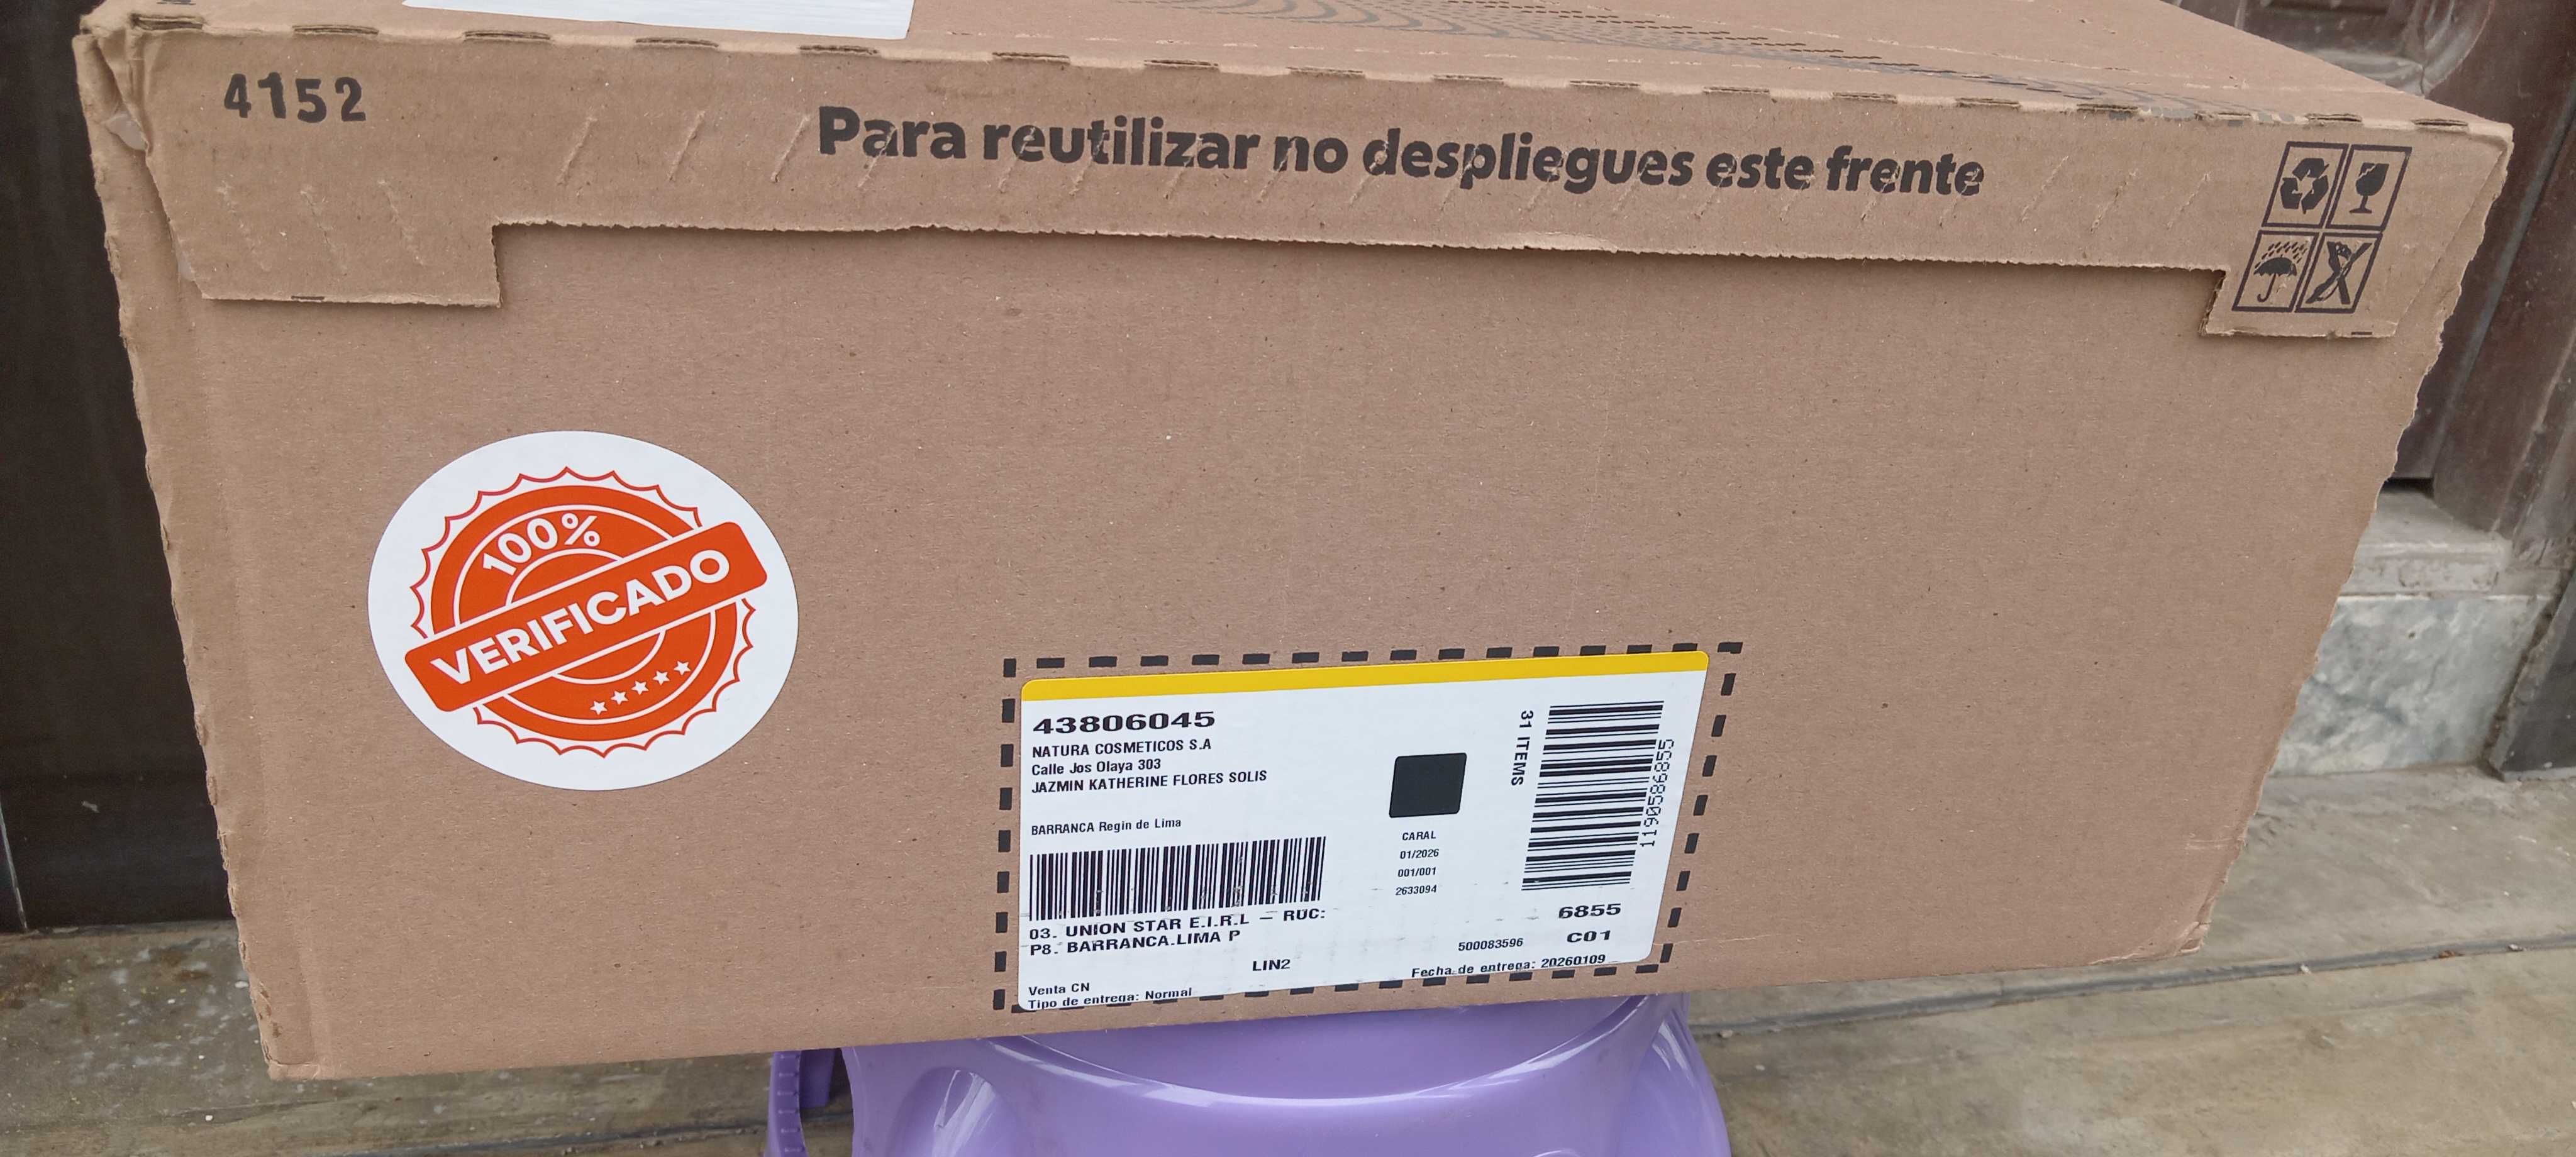 4152
Para reutilizar no despliegues este frente
100%
VERIFICADO
43806045
NATURA COSMETICOS S.A
Calle Jos Olaya 303
JAZMIN KATHERINE FLORES SOLIS
BARRANCA Regin de Lima
03. UNION STAR E.I.R.L – RUC:
P8. BARRANCA.LIMA P
LIN2
Venta CN
Tipo de entrega: Normal
CARAL
01/2026
001/001
2633094
31 ITEMS
1190586855
6855
500083596 C01
Fecha de entrega: 20260109